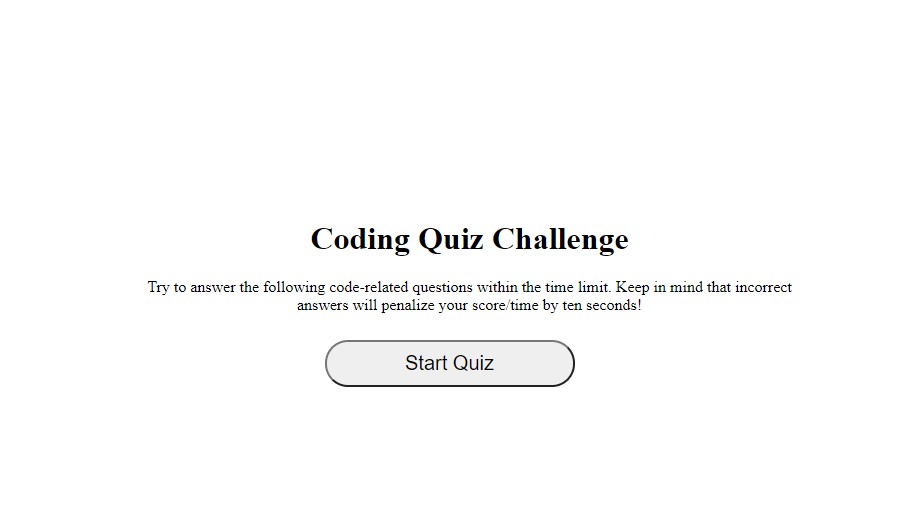 Coding Quiz Challenge
Try to answer the following code-related questions within the time limit. Keep in mind that incorrect
answers will penalize your score/time by ten seconds!
Start Quiz